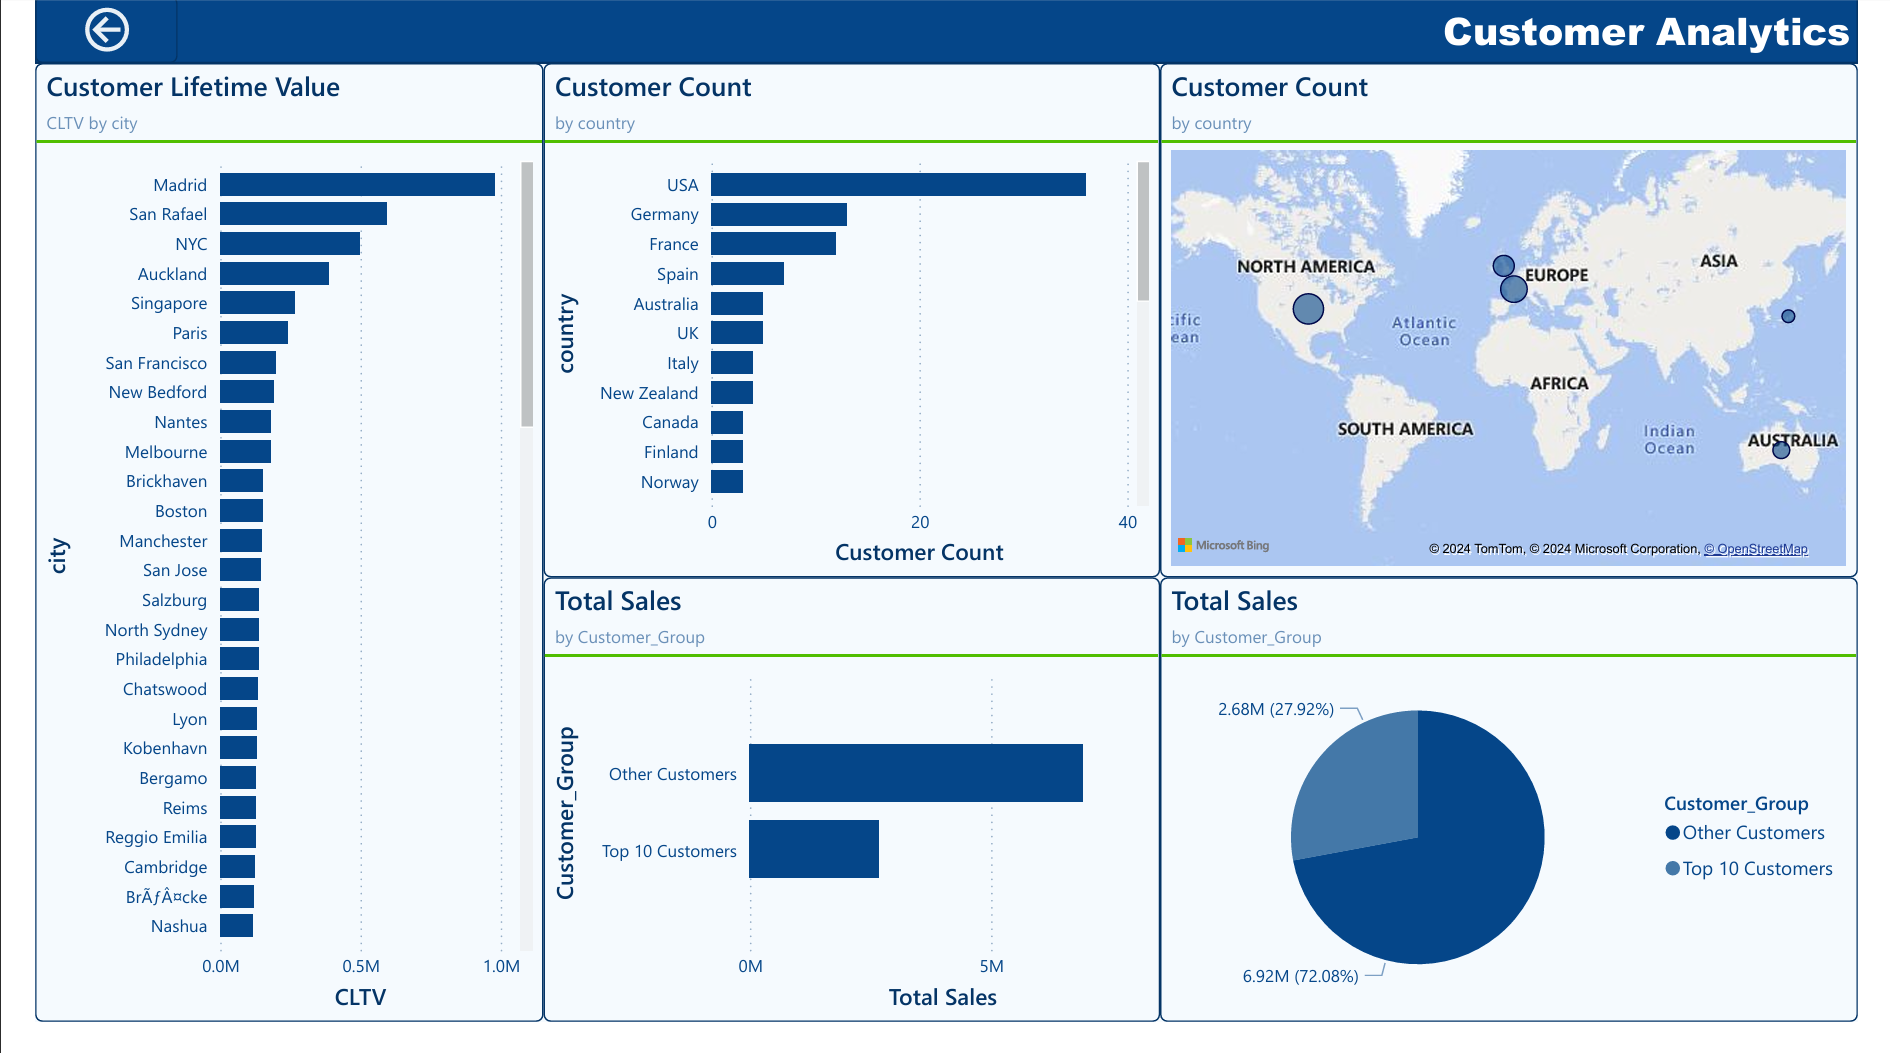 Customer Analytics
Customer Lifetime Value
CLTV by city
city
Madrid
San Rafael
NYC
Auckland
Singapore
Paris
San Francisco
New Bedford
Nantes
Melbourne
Brickhaven
Boston
Manchester
San Jose
Salzburg
North Sydney
Philadelphia
Chatswood
Lyon
Kobenhavn
Bergamo
Reims
Reggio Emilia
Cambridge
BrÃƒÂ¤cke
Nashua
0.0M 0.5M 1.0M
CLTV
Customer Count
by country
country
USA
Germany
France
Spain
Australia
UK
Italy
New Zealand
Canada
Finland
Norway
0 20 40
Customer Count
Customer Count
by country
NORTH AMERICA
EUROPE
ASIA
cific
ean
Atlantic
Ocean
AFRICA
SOUTH AMERICA
Indian
Ocean
AUSTRALIA
Microsoft Bing
© 2024 TomTom, © 2024 Microsoft Corporation, © OpenStreetMap
Total Sales
by Customer_Group
Customer_Group
Other Customers
Top 10 Customers
0M 5M
Total Sales
Total Sales
by Customer_Group
2.68M (27.92%)
6.92M (72.08%)
Customer_Group
Other Customers
Top 10 Customers